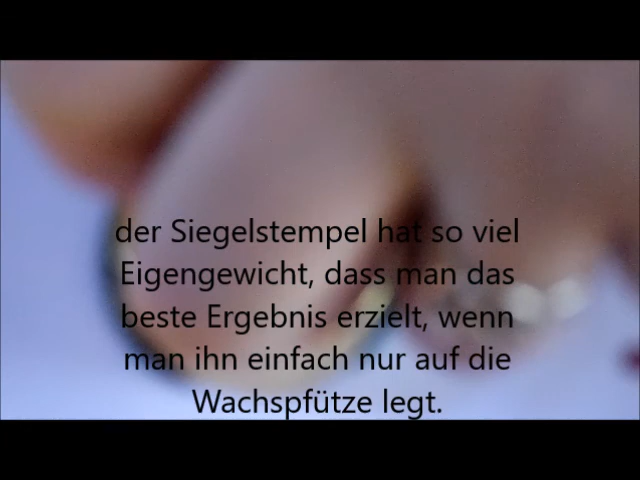 der Siegelstempel hat so viel
Eigengewicht, dass man das
beste Ergebnis erzielt, wenn
man ihn einfach nur auf die
Wachspfütze legt.